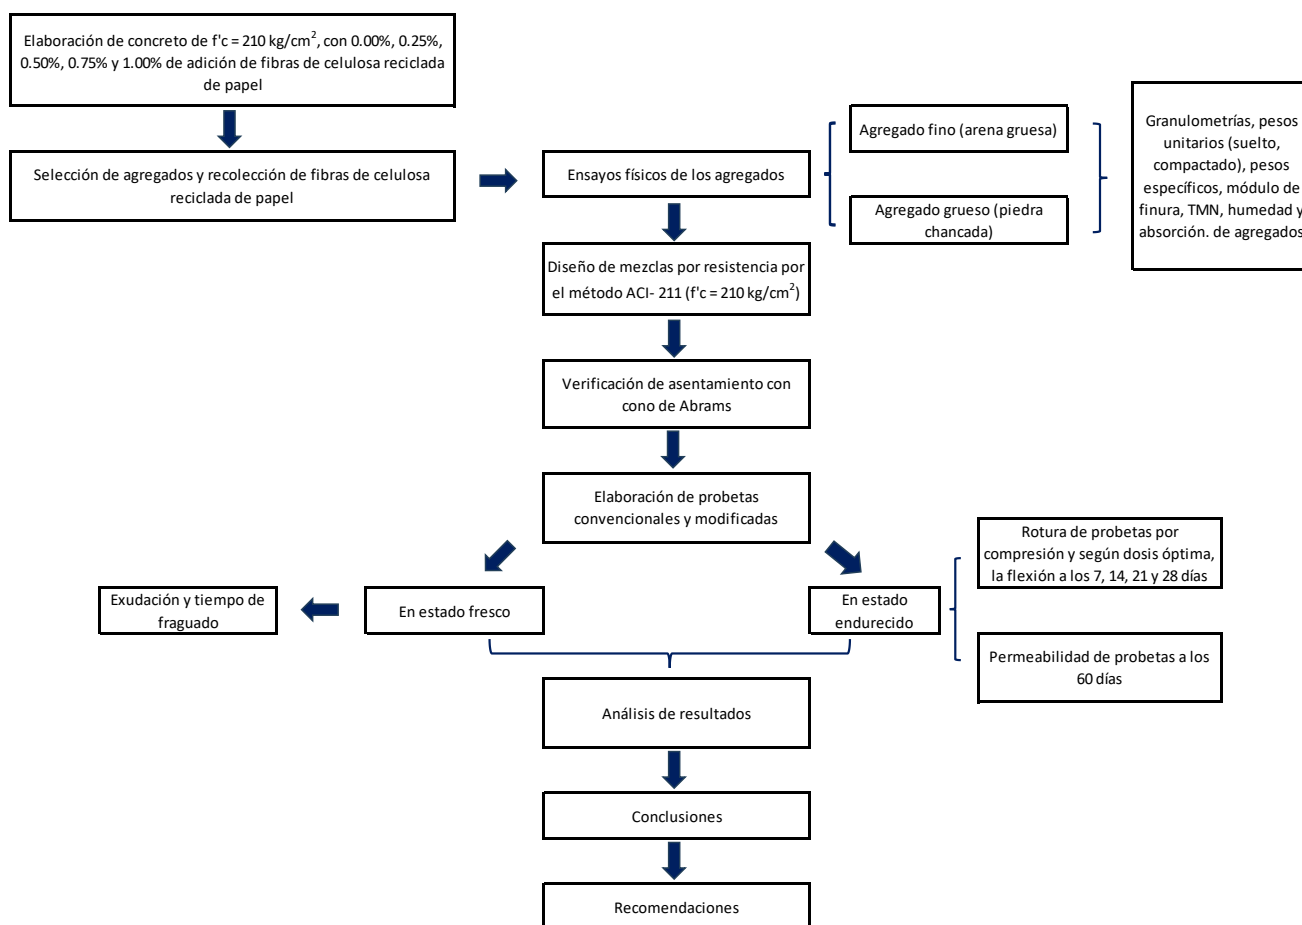 Elaboración de concreto de f'c = 210 kg/cm², con 0.00%, 0.25%,
0.50%, 0.75% y 1.00% de adición de fibras de celulosa reciclada
de papel
Selección de agregados y recolección de fibras de celulosa
reciclada de papel
Ensayos físicos de los agregados
Agregado fino (arena gruesa)
Agregado grueso (piedra
chancada)
Granulometrías, pesos
unitarios (suelto,
compactado), pesos
específicos, módulo de
finura, TMN, humedad y
absorción. de agregados
Diseño de mezclas por resistencia por
el método ACI- 211 (f'c = 210 kg/cm²)
Verificación de asentamiento con
cono de Abrams
Elaboración de probetas
convencionales y modificadas
En estado fresco
Exudación y tiempo de
fraguado
En estado
endurecido
Rotura de probetas por
compresión y según dosis óptima,
la flexión a los 7, 14, 21 y 28 días
Permeabilidad de probetas a los
60 días
Análisis de resultados
Conclusiones
Recomendaciones